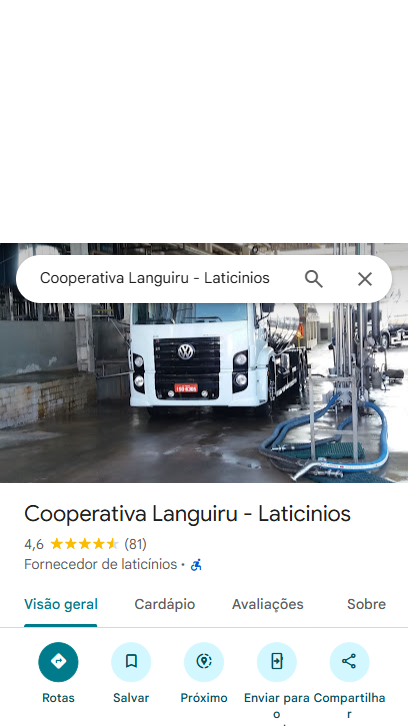 Cooperativa Languiru - Laticinios
Cooperativa Languiru - Laticinios
4,6 (81)
Fornecedor de laticínios ·
Visão geral Cardápio Avaliações Sobre
Rotas Salvar Próximo Enviar para Compartilha
o r